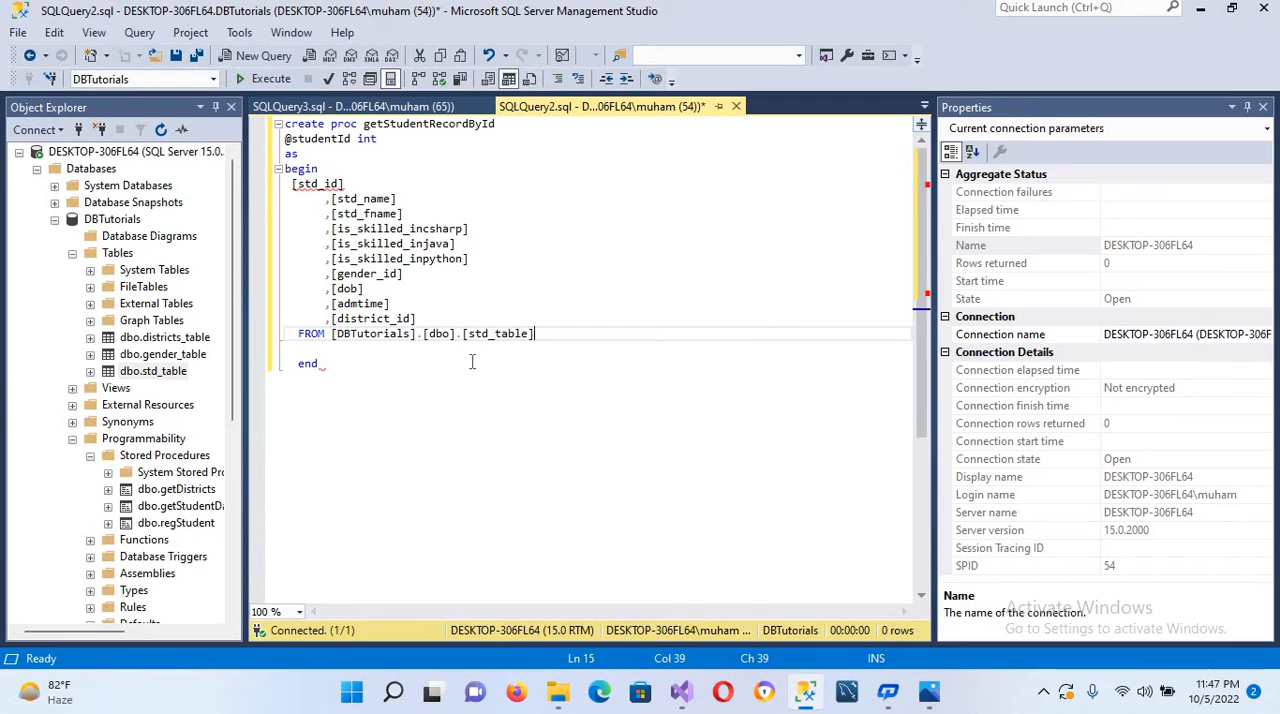 SQLQuery2.sql - DESKTOP-306FL64.DBTutorials (DESKTOP-306FL64\muham (54))* - Microsoft SQL Server Management Studio
Quick Launch (Ctrl+Q)
File Edit View Query Project Tools Window Help
New Query
DBTutorials
Execute
Object Explorer
SQLQuery3.sql - D...06FL64\muham (65))
SQLQuery2.sql - D...06FL64\muham (54))*
Properties
Connect
DESKTOP-306FL64 (SQL Server 15.0
Databases
System Databases
Database Snapshots
DBTutorials
Database Diagrams
Tables
System Tables
FileTables
External Tables
Graph Tables
dbo.districts_table
dbo.gender_table
dbo.std_table
Views
External Resources
Synonyms
Programmability
Stored Procedures
System Stored Pr
dbo.getDistricts
dbo.getStudentDa
dbo.regStudent
Functions
Database Triggers
Assemblies
Types
Rules
create proc getStudentRecordById
@studentId int
as
begin
[std_id]
,[std_name]
,[std_fname]
,[is_skilled_incsharp]
,[is_skilled_injava]
,[is_skilled_inpython]
,[gender_id]
,[dob]
,[admtime]
,[district_id]
FROM [DBTutorials].[dbo].[std_table]
end
100 %
Connected. (1/1)
DESKTOP-306FL64 (15.0 RTM)
DESKTOP-306FL64\muham ...
DBTutorials
00:00:00
0 rows
Current connection parameters
Aggregate Status
Connection failures
Elapsed time
Finish time
Name DESKTOP-306FL64
Rows returned 0
Start time
State Open
Connection
Connection name DESKTOP-306FL64 (DESKTOP-306F
Connection Details
Connection elapsed time
Connection encryption Not encrypted
Connection finish time
Connection rows returned 0
Connection start time
Connection state Open
Display name DESKTOP-306FL64
Login name DESKTOP-306FL64\muham
Server name DESKTOP-306FL64
Server version 15.0.2000
Session Tracing ID
SPID 54
Name
The name of the connection.
Activate Windows
Go to Settings to activate Windows.
Ready
Ln 15
Col 39
Ch 39
INS
82°F
Haze
11:47 PM
10/5/2022
2